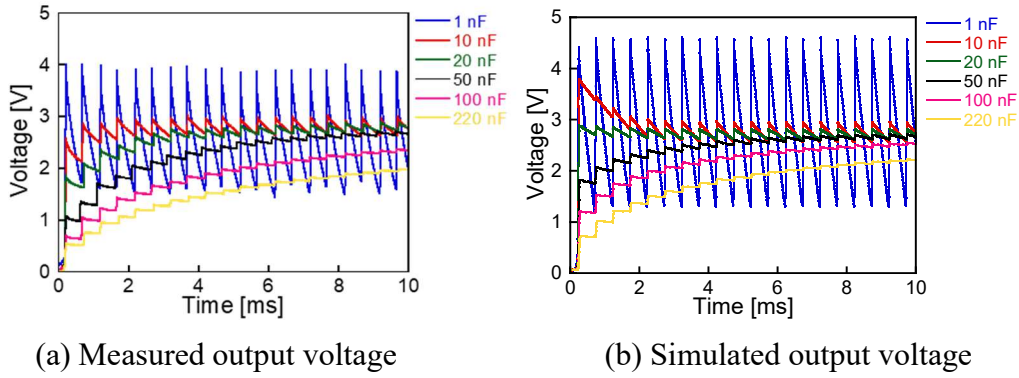 5
4
3
2
1
0
Voltage [V]
0 2 4 6 8 10
Time [ms]
1 nF
10 nF
20 nF
50 nF
100 nF
220 nF
(a) Measured output voltage
5
4
3
2
1
0
Voltage [V]
0 2 4 6 8 10
Time [ms]
1 nF
10 nF
20 nF
50 nF
100 nF
220 nF
(b) Simulated output voltage